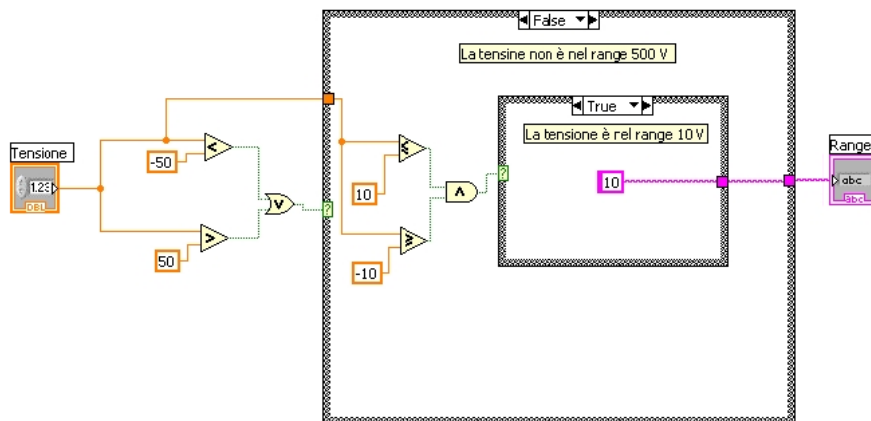 False
La tensine non è nel range 500 V
True
La tensione è rel range 10 V
Tensione
1.23
DBL
-50
50
<
>
V
?
10
-10
≤
≥
∧
?
10
Range
abc
abc